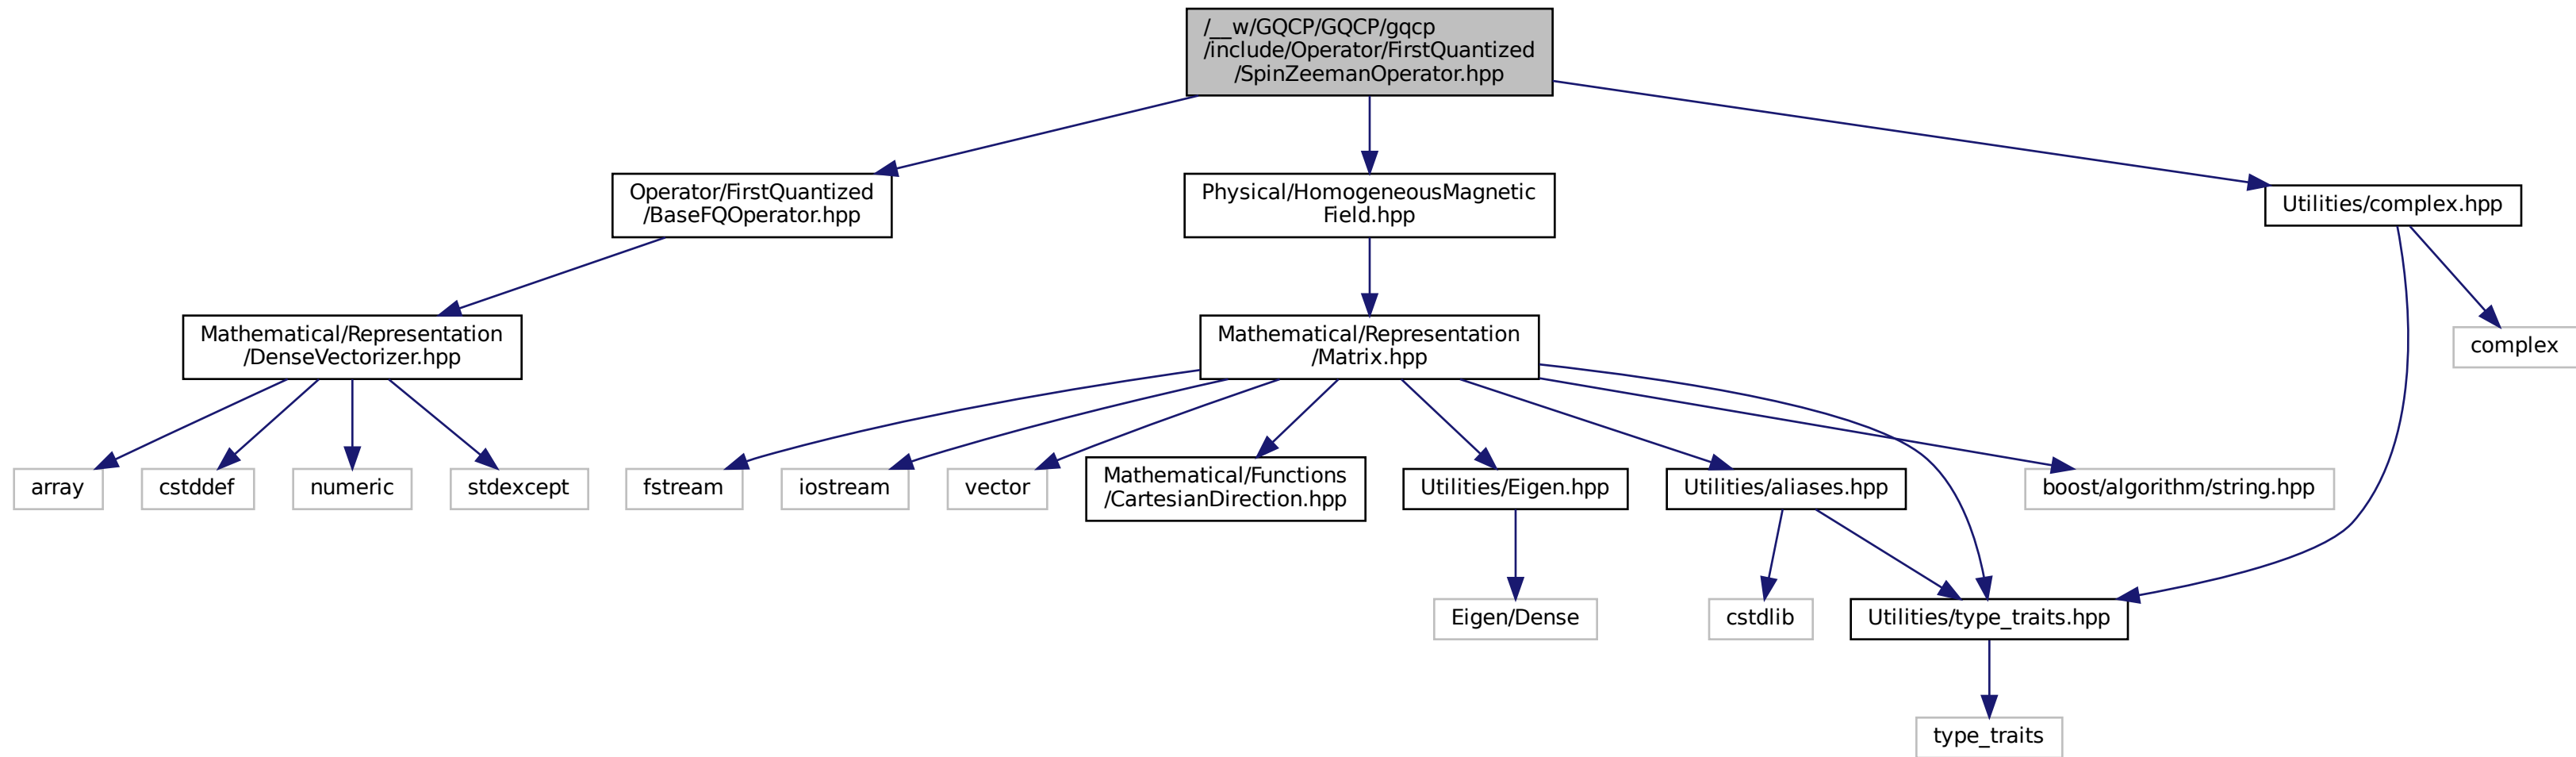 /__w/GQCP/GQCP/gqcp
/include/Operator/FirstQuantized
/SpinZeemanOperator.hpp
Operator/FirstQuantized
/BaseFQOperator.hpp
Physical/HomogeneousMagnetic
Field.hpp
Utilities/complex.hpp
Mathematical/Representation
/DenseVectorizer.hpp
Mathematical/Representation
/Matrix.hpp
complex
array
cstddef
numeric
stdexcept
fstream
iostream
vector
Mathematical/Functions
/CartesianDirection.hpp
Utilities/Eigen.hpp
Utilities/aliases.hpp
boost/algorithm/string.hpp
Eigen/Dense
cstdlib
Utilities/type_traits.hpp
type_traits